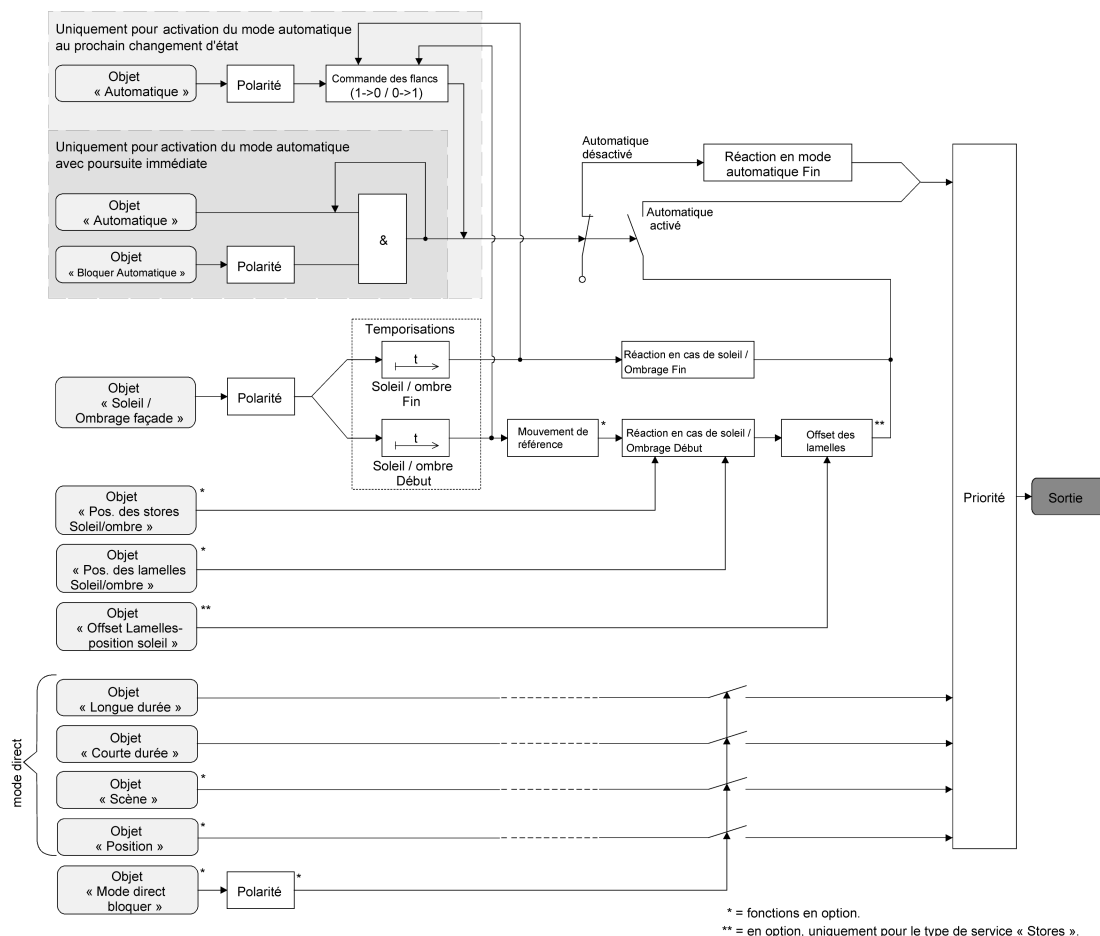 Uniquement pour activation du mode automatique
au prochain changement d'état
Objet
« Automatique »
Polarité
Commande des flancs
(1->0 / 0->1)
Uniquement pour activation du mode automatique
avec poursuite immédiate
Objet
« Automatique »
Objet
« Bloquer Automatique »
Polarité
&
Automatique
désactivé
Réaction en mode
automatique Fin
Automatique
activé
Temporisations
t
Soleil / ombre
Fin
Objet
« Soleil /
Ombrage façade »
Polarité
t
Soleil / ombre
Début
Réaction en cas de soleil /
Ombrage Fin
Mouvement de
référence
*
Réaction en cas de soleil /
Ombrage Début
Offset des
lamelles
**
Objet
« Pos. des stores
Soleil/ombre »
*
Objet
« Pos. des lamelles
Soleil/ombre »
*
Objet
« Offset Lamelles-
position soleil »
**
Priorité
Sortie
mode direct
Objet
« Longue durée »
Objet
« Courte durée »
Objet
« Scène »
*
Objet
« Position »
*
Objet
« Mode direct
bloquer »
*
Polarité
*
* = fonctions en option.
** = en option, uniquement pour le type de service « Stores ».